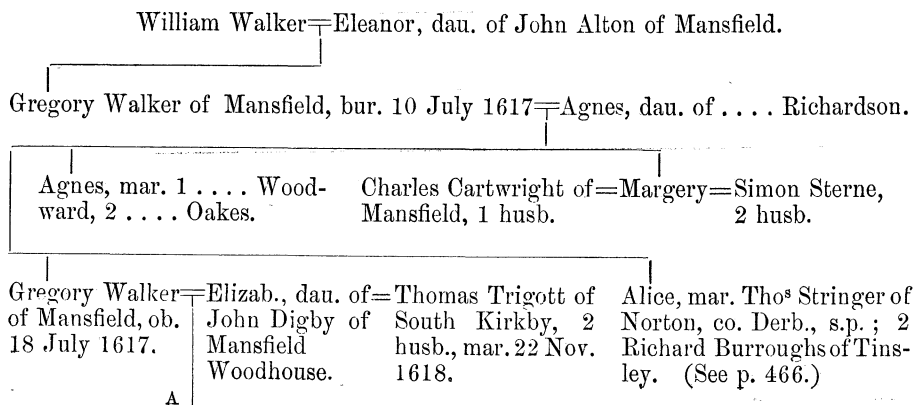 William Walker=Eleanor, dau. of John Alton of Mansfield.
Gregory Walker of Mansfield, bur. 10 July 1617=Agnes, dau. of . . . . Richardson.
Agnes, mar. 1 . . . . Wood-
ward, 2 . . . . Oakes.
Charles Cartwright of=Margery=Simon Sterne,
Mansfield, 1 husb.
2 husb.
Gregory Walker=
of Mansfield, ob.
18 July 1617.
Elizab., dau. of=
John Digby of
Mansfield
Woodhouse.
Thomas Trigott of
South Kirkby, 2
husb., mar. 22 Nov.
1618.
Alice, mar. Thoˢ Stringer of
Norton, co. Derb., s.p. ; 2
Richard Burroughs of Tins-
ley. (See p. 466.)
A